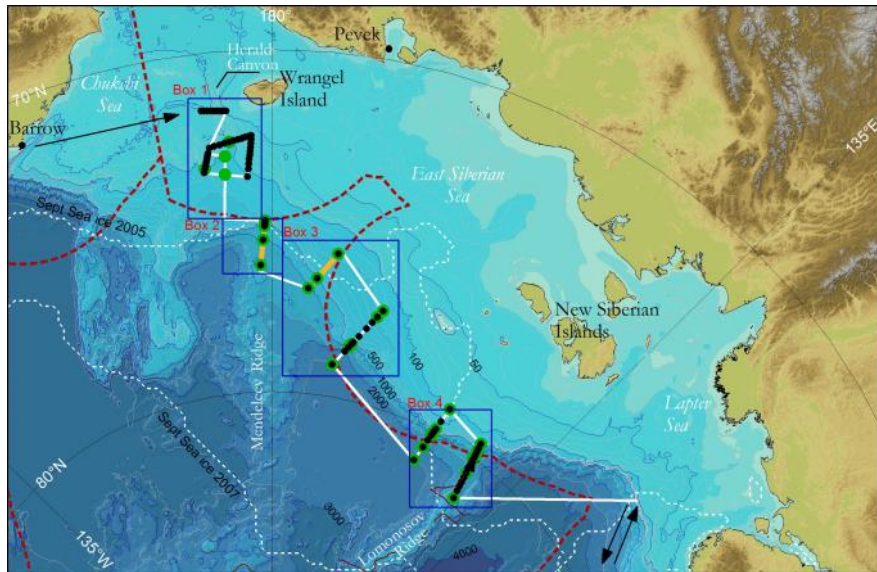 180°
Pevek
Herald
Canyon
Wrangel
Island
Chukchi
Sea
70°N
Box 1
Barrow
135°E
East Siberian
Sea
Sept Sea ice 2005
Box 2
Box 3
New Siberian
Islands
500
1000
2000
100
50
Mendeleev Ridge
Box 4
Laptev
Sea
Sept Sea ice 2007
80°N
3000
Lomonosov
Ridge
4000
135°W